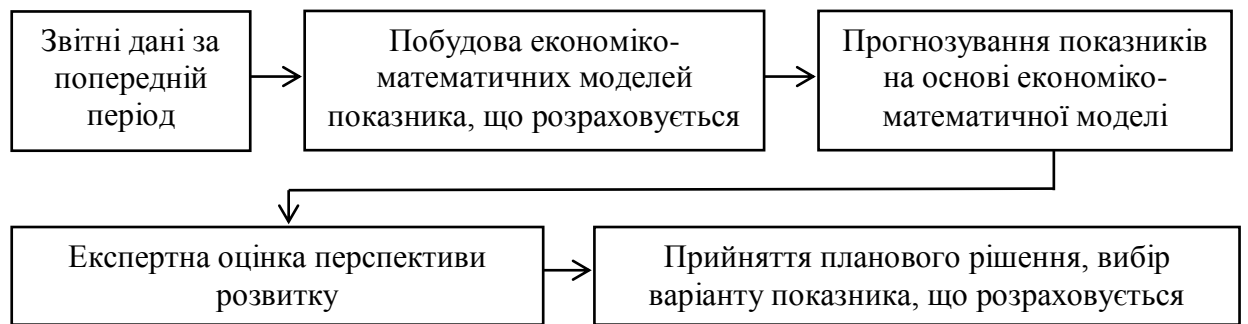 Звітні дані за
попередній
період
Побудова економіко-
математичних моделей
показника, що розраховується
Прогнозування показників
на основі економіко-
математичної моделі
Експертна оцінка перспективи
розвитку
Прийняття планового рішення, вибір
варіанту показника, що розраховується